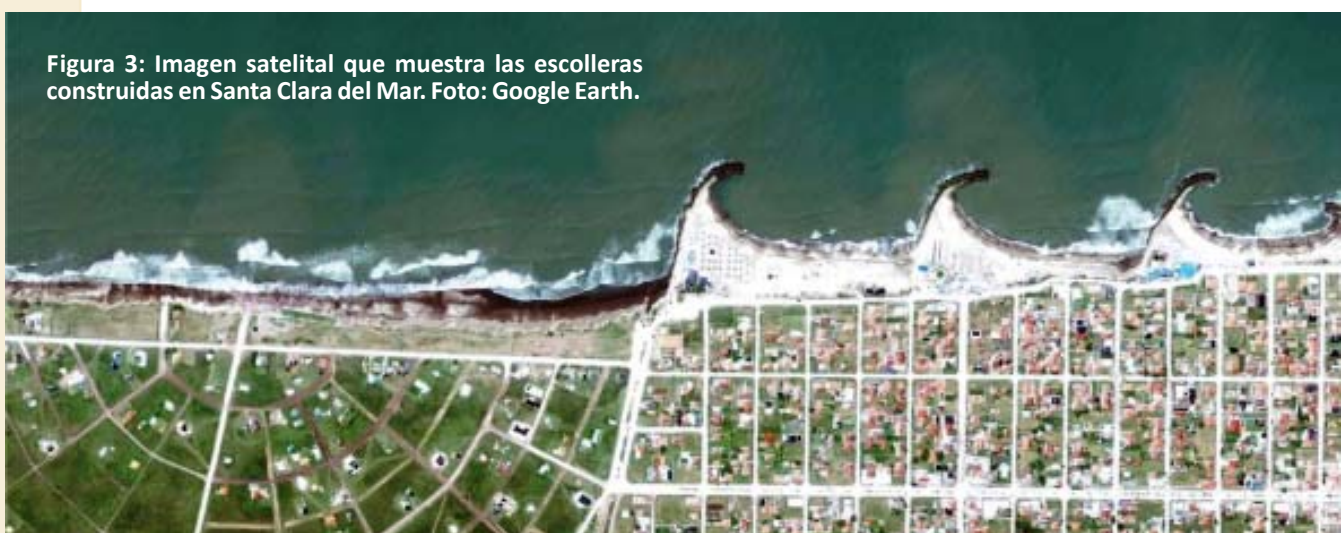 Figura 3: Imagen satelital que muestra las escolleras
construidas en Santa Clara del Mar. Foto: Google Earth.